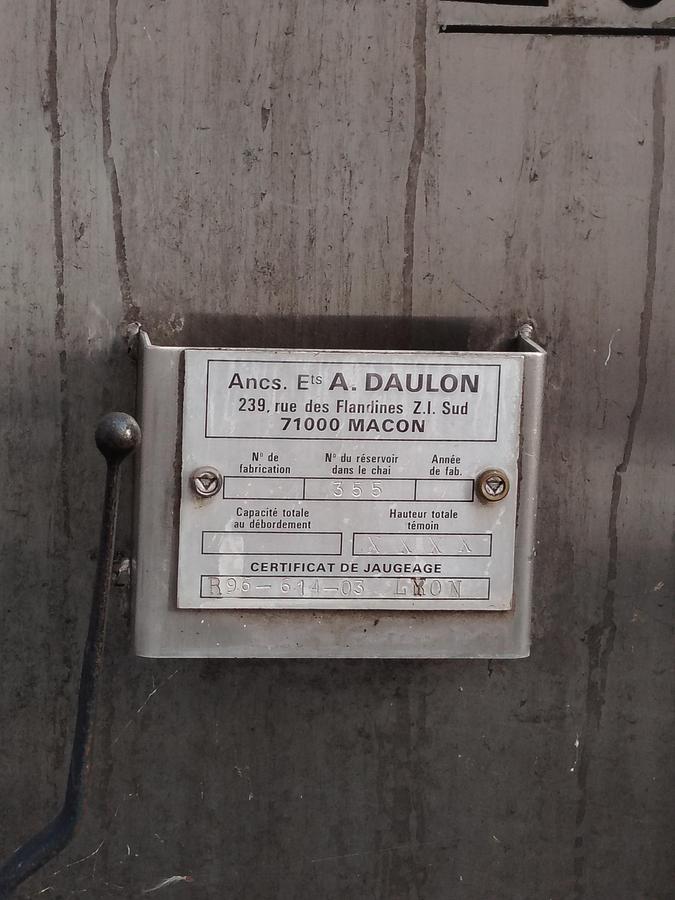 Ancs. Ets A. DAULON
239, rue des Flandines Z.I. Sud
71000 MACON
N° de fabrication
N° du réservoir dans le chai
Année de fab.
355
Capacité totale au débordement
Hauteur totale témoin
X X X X
CERTIFICAT DE JAUGEAGE
R96-614-03 LYON